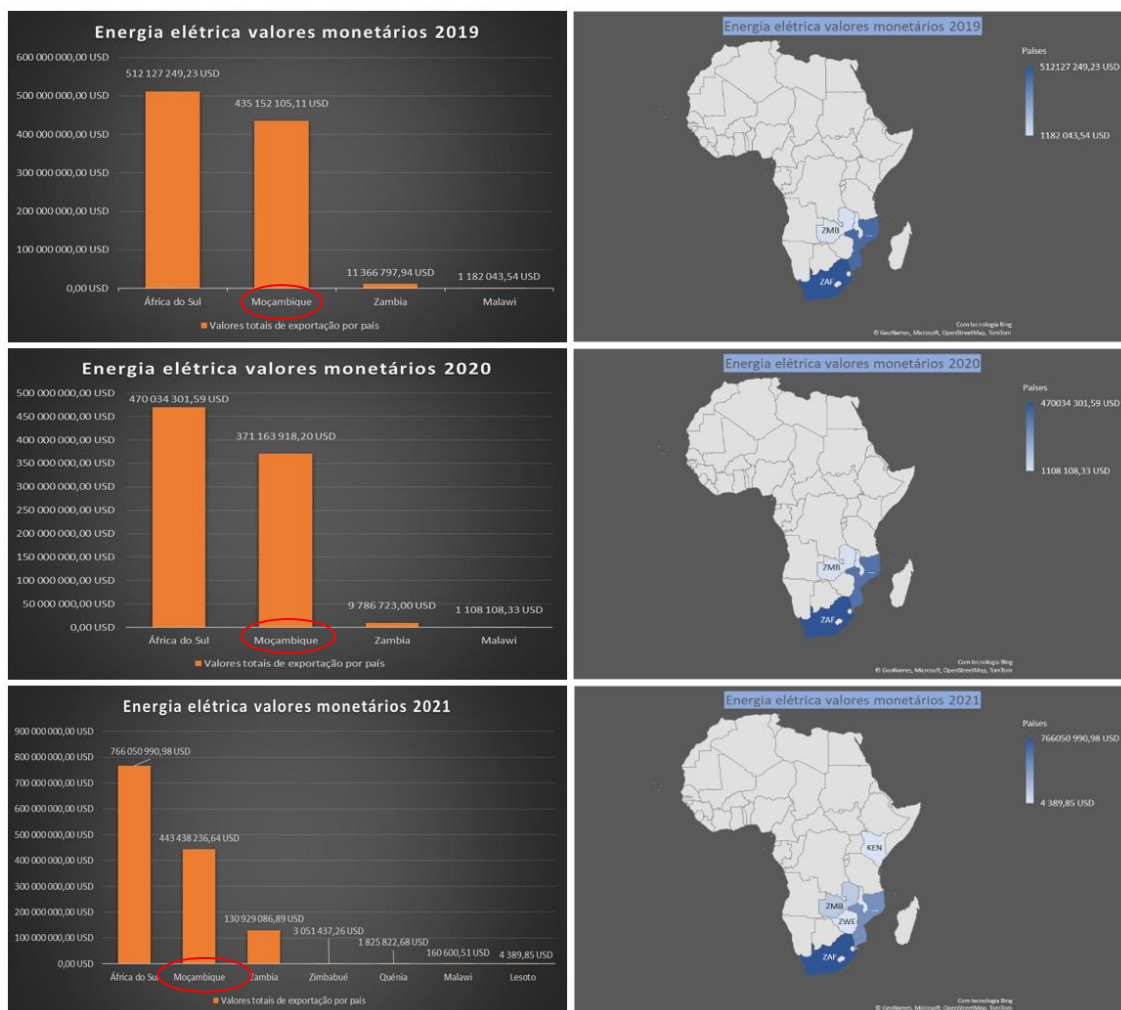 Energia elétrica valores monetários 2019
600 000 000,00 USD
500 000 000,00 USD
400 000 000,00 USD
300 000 000,00 USD
200 000 000,00 USD
100 000 000,00 USD
0,00 USD
512 127 249,23 USD
435 152 105,11 USD
11 366 797,94 USD
1 182 043,54 USD
África do Sul
Moçambique
Zambia
Malawi
Valores totais de exportação por país
Energia elétrica valores monetários 2019
Países
512127 249,23 USD
1182 043,54 USD
ZMB
...
ZAF
Com tecnologia Bing
© GeoNames, Microsoft, OpenStreetMap, TomTom
Energia elétrica valores monetários 2020
500 000 000,00 USD
450 000 000,00 USD
400 000 000,00 USD
350 000 000,00 USD
300 000 000,00 USD
250 000 000,00 USD
200 000 000,00 USD
150 000 000,00 USD
100 000 000,00 USD
50 000 000,00 USD
0,00 USD
470 034 301,59 USD
371 163 918,20 USD
9 786 723,00 USD
1 108 108,33 USD
África do Sul
Moçambique
Zambia
Malawi
Valores totais de exportação por país
Energia elétrica valores monetários 2020
Países
470034 301,59 USD
1108 108,33 USD
ZMB
...
ZAF
Com tecnologia Bing
© GeoNames, Microsoft, OpenStreetMap, TomTom
Energia elétrica valores monetários 2021
900 000 000,00 USD
800 000 000,00 USD
700 000 000,00 USD
600 000 000,00 USD
500 000 000,00 USD
400 000 000,00 USD
300 000 000,00 USD
200 000 000,00 USD
100 000 000,00 USD
0,00 USD
766 050 990,98 USD
443 438 236,64 USD
130 929 086,89 USD
3 051 437,26 USD
1 825 822,68 USD
160 600,51 USD
4 389,85 USD
África do Sul
Moçambique
Zambia
Zimbabué
Quénia
Malawi
Lesoto
Valores totais de exportação por país
Energia elétrica valores monetários 2021
Países
766050 990,98 USD
4 389,85 USD
KEN
ZMB
...
ZWE
ZAF
Com tecnologia Bing
© GeoNames, Microsoft, OpenStreetMap, TomTom